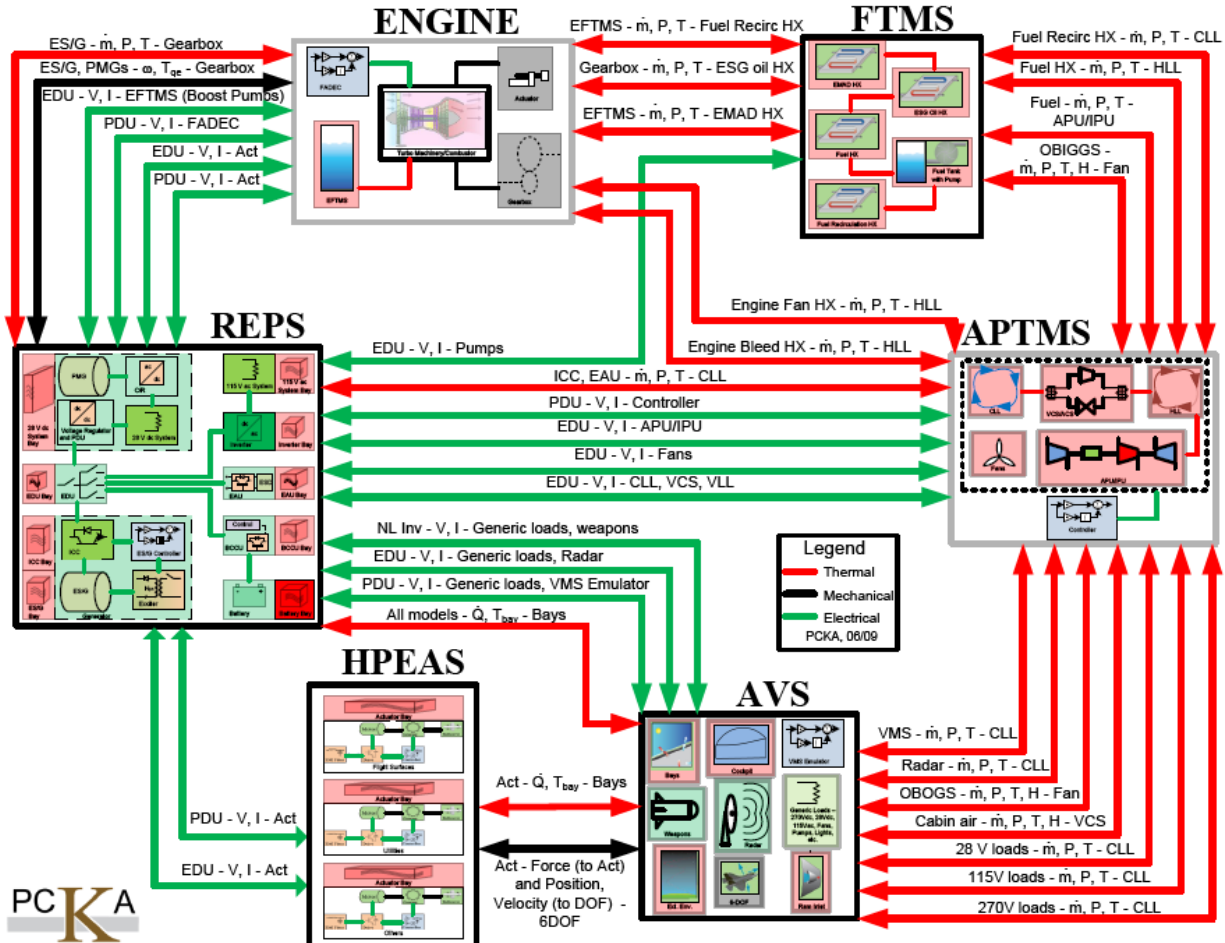 ENGINE
FTMS
ES/G - ṁ, P, T - Gearbox
ES/G, PMGs - ω, Tqe - Gearbox
EDU - V, I - EFTMS (Boost Pumps)
PDU - V, I - FADEC
EDU - V, I - Act
PDU - V, I - Act
FADEC
Actuator
Turbo Machinery/Combustor
EFTMS
Gearbox
EFTMS - ṁ, P, T - Fuel Recirc HX
Gearbox - ṁ, P, T - ESG oil HX
EFTMS - ṁ, P, T - EMAD HX
EMAD HX
ESG Oil HX
Fuel HX
Fuel Tank
with Pump
Fuel Recirculation HX
Fuel Recirc HX - ṁ, P, T - CLL
Fuel HX - ṁ, P, T - HLL
Fuel - ṁ, P, T -
APU/IPU
OBIGGS -
ṁ, P, T, H - Fan
Engine Fan HX - ṁ, P, T - HLL
Engine Bleed HX - ṁ, P, T - HLL
REPS
APTMS
EDU - V, I - Pumps
ICC, EAU - ṁ, P, T - CLL
PDU - V, I - Controller
EDU - V, I - APU/IPU
EDU - V, I - Fans
EDU - V, I - CLL, VCS, VLL
NL Inv - V, I - Generic loads, weapons
EDU - V, I - Generic loads, Radar
PDU - V, I - Generic loads, VMS Emulator
All models - Q̇, Tbay - Bays
PMG
ac
dc
28 V dc
System
Bay
Voltage Regulator
and PDU
28 V dc System
115 V ac System
115 V ac
System Bay
Inverter
Inverter Bay
EDU Bay
EDU
EAU
ESC
EAU Bay
Control
BCCU
BCCU Bay
ICC
ES/G Controller
ICC Bay
ES/G
Bay
ES/G
Generator
Exciter
Battery
Battery Bay
CLL
VCS/ACS
HLL
Fans
APU/IPU
Controller
Legend
Thermal
Mechanical
Electrical
PCKA, 06/09
HPEAS
AVS
Actuator Bay
Flight Surfaces
Actuator Bay
Utilities
Actuator Bay
Others
PDU - V, I - Act
EDU - V, I - Act
Act - Q̇, Tbay - Bays
Act - Force (to Act)
and Position,
Velocity (to DOF) -
6DOF
Bays
Cockpit
VMS Emulator
Weapons
Radar
Generic Loads –
270Vdc, 28Vdc,
115Vac, Fans,
Pumps, Lights,
etc.
Ext. Env.
6-DOF
Ram Inlet
VMS - ṁ, P, T - CLL
Radar - ṁ, P, T - CLL
OBOGS - ṁ, P, T, H - Fan
Cabin air - ṁ, P, T, H - VCS
28 V loads - ṁ, P, T - CLL
115V loads - ṁ, P, T - CLL
270V loads - ṁ, P, T - CLL
PCKA